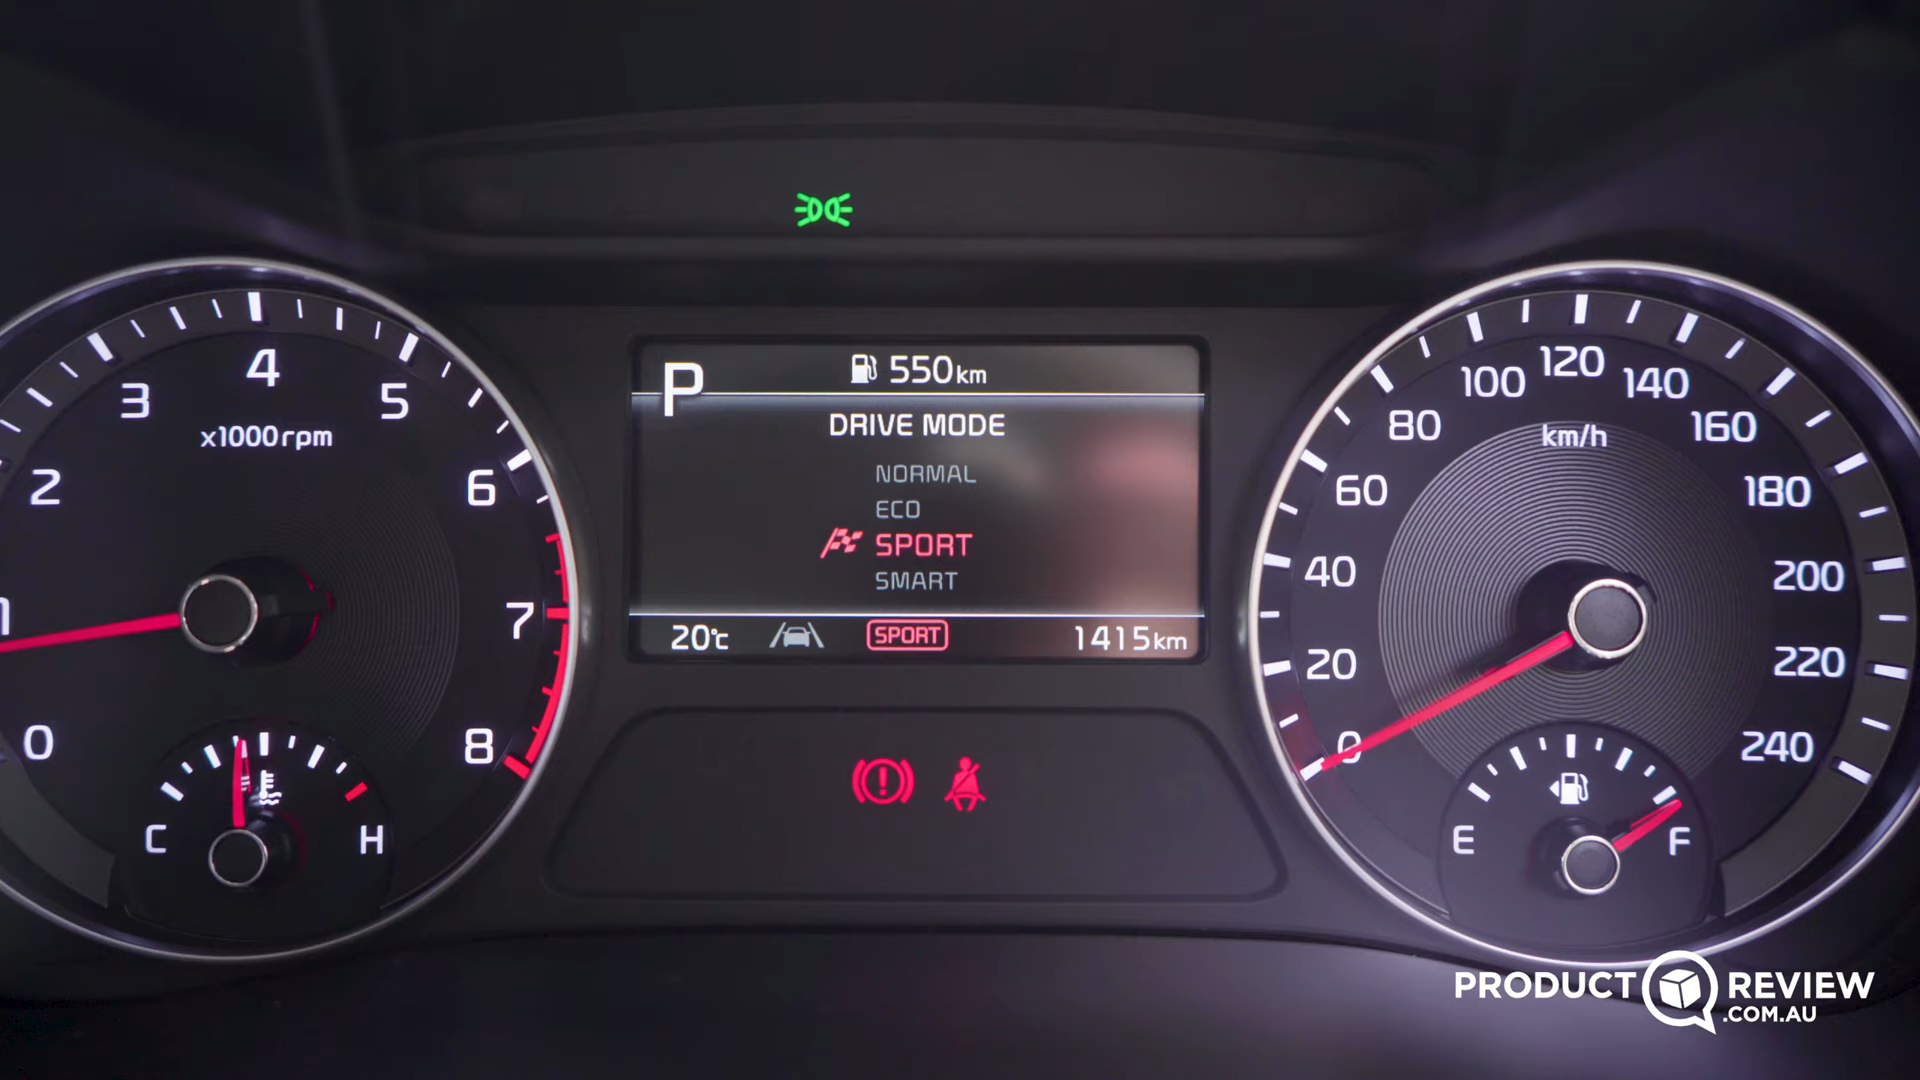 P
550km
DRIVE MODE
NORMAL
ECO
SPORT
SMART
20°C
SPORT
1415km
0
1
2
3
4
5
6
7
8
x1000rpm
C
H
0
20
40
60
80
100
120
140
160
180
200
220
240
km/h
E
F
PRODUCT REVIEW
.COM.AU